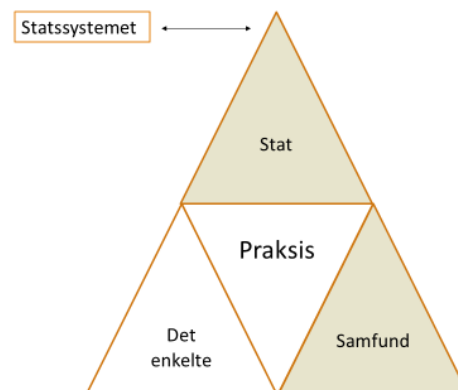 Statssystemet
Stat
Praksis
Det
enkelte
Samfund